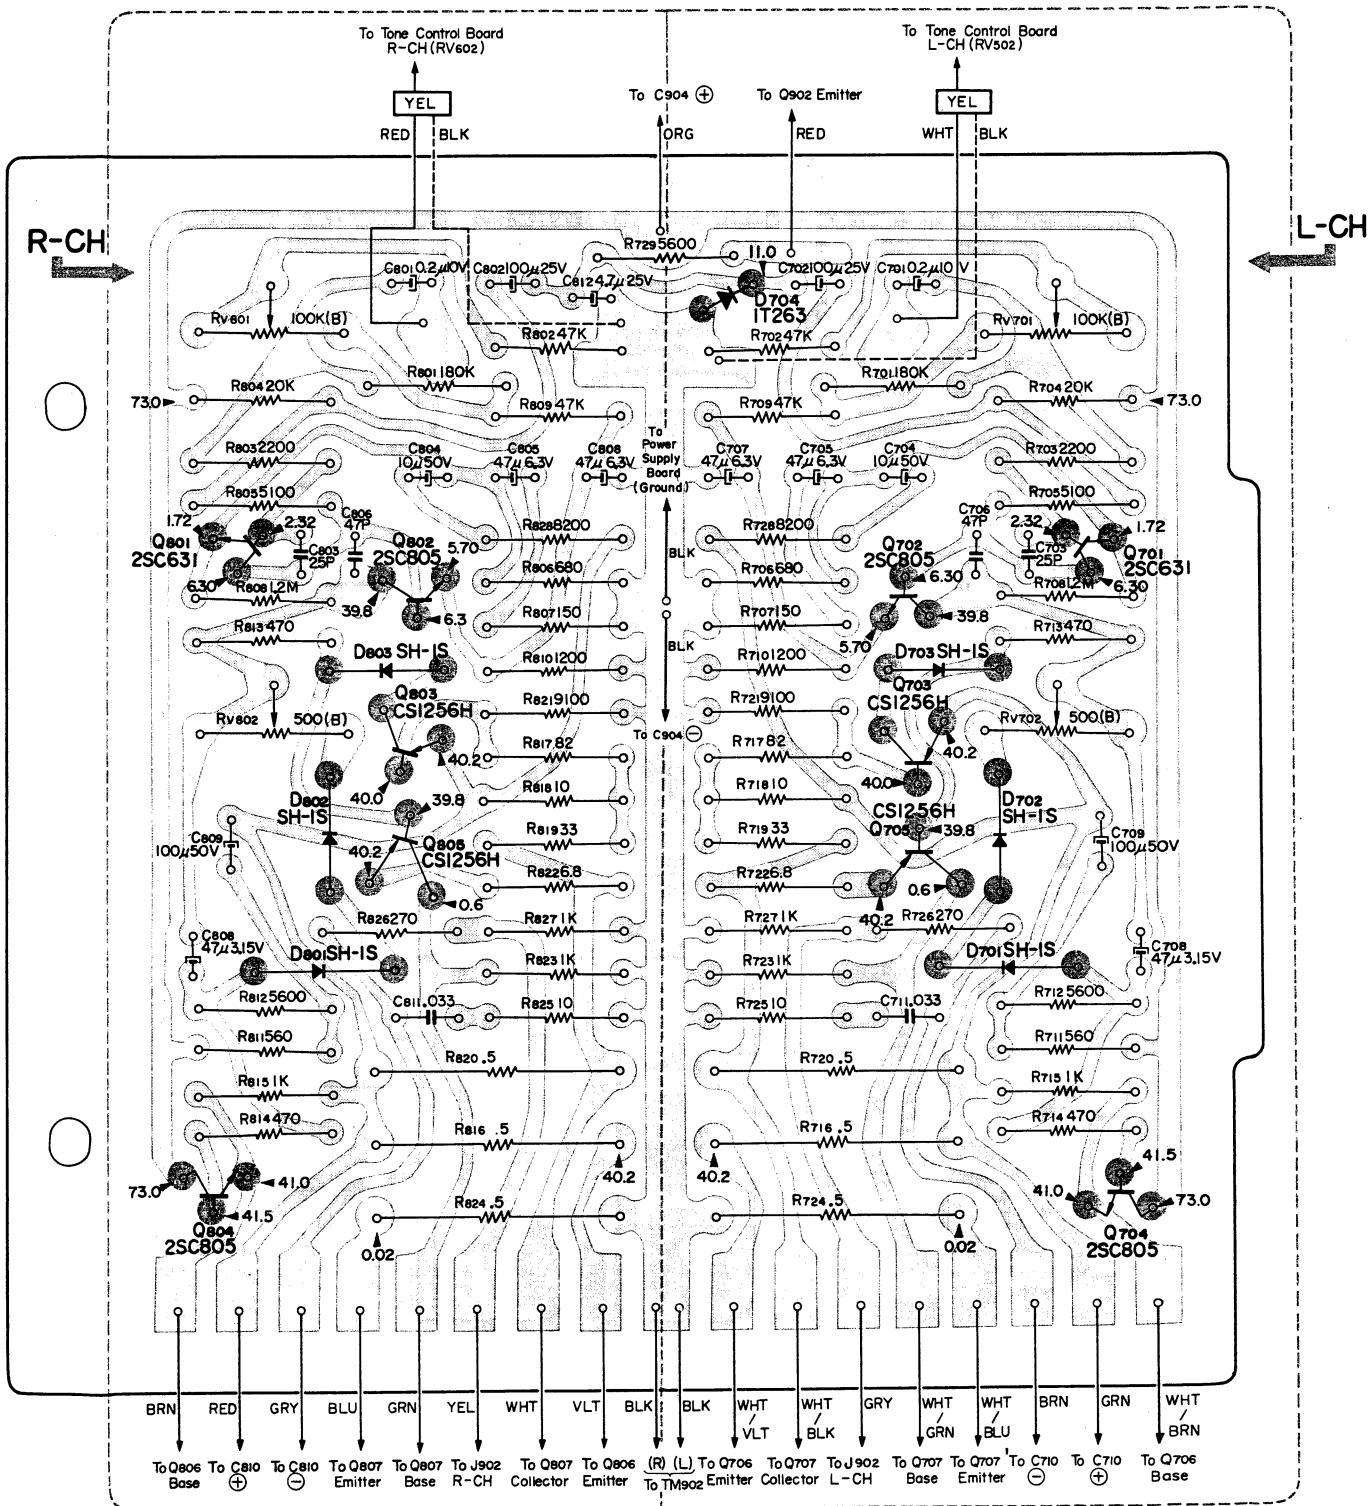 To Tone Control Board
R-CH (RV602)
To Tone Control Board
L-CH (RV502)
To C904 ⊕
To Q902 Emitter
YEL
YEL
RED
BLK
ORG
RED
WHT
BLK
R-CH
L-CH
R729 5600
11.0
C801 0.2μ10V
C802 100μ25V
C812 4.7μ25V
C702 100μ25V
C701 0.2μ10V
D704
1T263
RV801 100K(B)
RV701 100K(B)
R802 47K
R702 47K
R801 180K
R701 180K
R804 20K
R704 20K
73.0
73.0
R809 47K
R709 47K
To
Power
Supply
Board
(Ground)
R803 2200
C804
10μ50V
C805
47μ6.3V
C808
47μ6.3V
C707
47μ6.3V
C705
47μ6.3V
C704
10μ50V
R703 2200
R805 5100
R705 5100
1.72
2.32
C806
47P
C706
47P
2.32
1.72
Q801
2SC631
C803
25P
Q802
2SC805
5.70
R828 8200
R728 8200
Q702
2SC805
C703
25P
Q701
2SC631
BLK
6.30
R808 1.2M
39.8
6.3
R806 680
R706 680
6.30
R708 1.2M
6.30
R813 470
R807 150
R707 150
39.8
5.70
R713 470
BLK
D803 SH-1S
R810 1200
R710 1200
D703 SH-1S
Q803
CS1256H
R821 9100
R721 9100
Q703
CS1256H
RV802 500(B)
RV702 500(B)
To C904 ⊖
40.2
40.0
R817 82
R717 82
40.2
40.0
D802
SH-1S
R818 10
R718 10
D702
SH-1S
39.8
CS1256H
Q705
39.8
C809
100μ50V
40.2
Q805
CS1256H
R819 33
R719 33
C709
100μ50V
0.6
R822 6.8
R722 6.8
0.6
40.2
R826 270
R827 1K
R727 1K
R726 270
C808
47μ3.15V
D801 SH-1S
R823 1K
R723 1K
D701 SH-1S
C708
47μ3.15V
R812 5600
C811 .033
R825 10
R725 10
C711 .033
R712 5600
R811 560
R820 .5
R720 .5
R711 560
R815 1K
R715 1K
R814 470
R816 .5
R716 .5
R714 470
73.0
41.0
41.5
40.2
40.2
41.5
41.0
73.0
Q804
2SC805
R824 .5
R724 .5
0.02
0.02
Q704
2SC805
BRN
RED
GRY
BLU
GRN
YEL
WHT
VLT
BLK
BLK
WHT/VLT
WHT/BLK
GRY
WHT/GRN
WHT/BLU
BRN
GRN
WHT/BRN
To Q806
Base
To C810
⊕
To C810
⊖
To Q807
Emitter
To Q807
Base
To J902
R-CH
To Q807
Collector
To Q806
Emitter
(R) (L)
To TM902
To Q706
Emitter
To Q707
Collector
To J902
L-CH
To Q707
Base
To Q707
Emitter
To C710
⊖
To C710
⊕
To Q706
Base